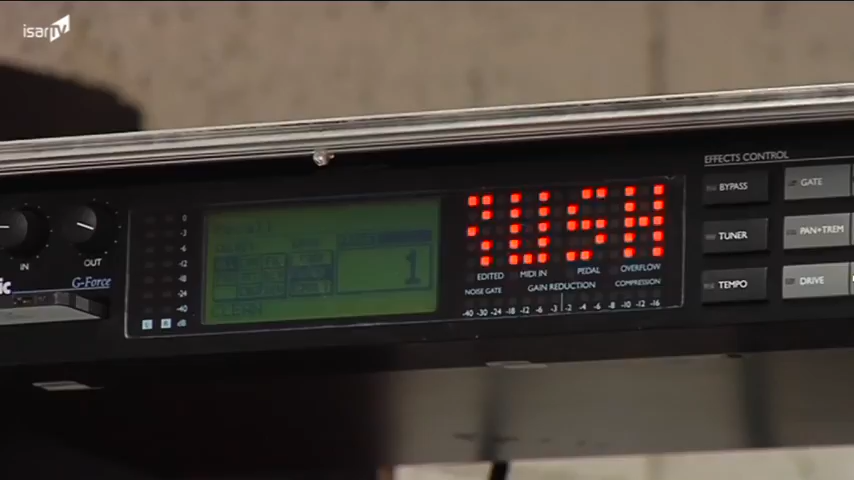 isarTV
EFFECTS CONTROL
BYPASS
GATE
TUNER
PAN+TREM
TEMPO
DRIVE
IN
OUT
G-Force
0
-3
-6
-12
-18
-24
-40
dB
1
CLEAN
EDITED
MIDI IN
PEDAL
OVERFLOW
NOISE GATE
GAIN REDUCTION
COMPRESSION
-40 -30 -24 -18 -12 -6 -3 -2 -4 -6 -8 -10 -12 -16